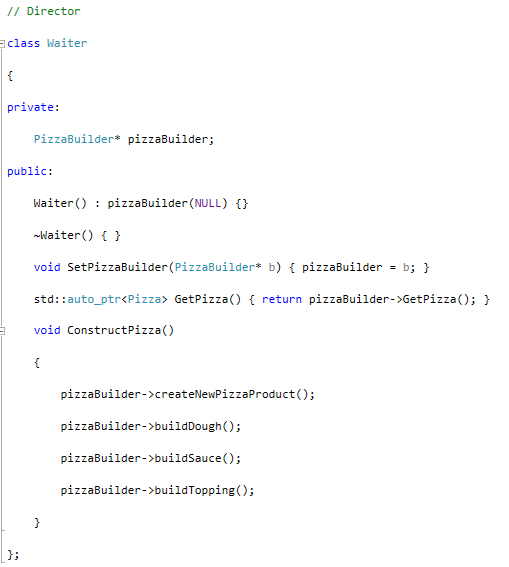 // Director
class Waiter
{
private:
    PizzaBuilder* pizzaBuilder;
public:
    Waiter() : pizzaBuilder(NULL) {}
    ~Waiter() { }
    void SetPizzaBuilder(PizzaBuilder* b) { pizzaBuilder = b; }
    std::auto_ptr<Pizza> GetPizza() { return pizzaBuilder->GetPizza(); }
    void ConstructPizza()
    {
        pizzaBuilder->createNewPizzaProduct();
        pizzaBuilder->buildDough();
        pizzaBuilder->buildSauce();
        pizzaBuilder->buildTopping();
    }
};